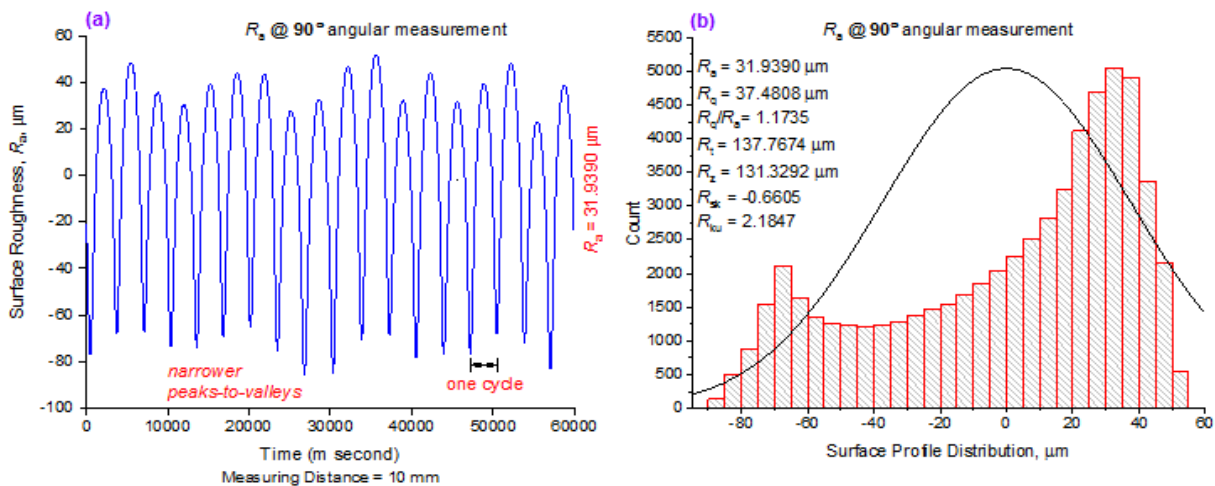 (a)
Ra @ 90° angular measurement
Surface Roughness, Ra, µm
60
40
20
0
-20
-40
-60
-80
-100
narrower
peaks-to-valleys
one cycle
Ra = 31.9390 µm
0 10000 20000 30000 40000 50000 60000
Time (m second)
Measuring Distance = 10 mm
(b)
Ra @ 90° angular measurement
Count
5500
5000
4500
4000
3500
3000
2500
2000
1500
1000
500
0
Ra = 31.9390 µm
Rq = 37.4808 µm
Rq/Ra= 1.1735
Rt = 137.7674 µm
Rz = 131.3292 µm
Rsk = -0.6605
Rku = 2.1847
-80 -60 -40 -20 0 20 40 60
Surface Profile Distribution, µm